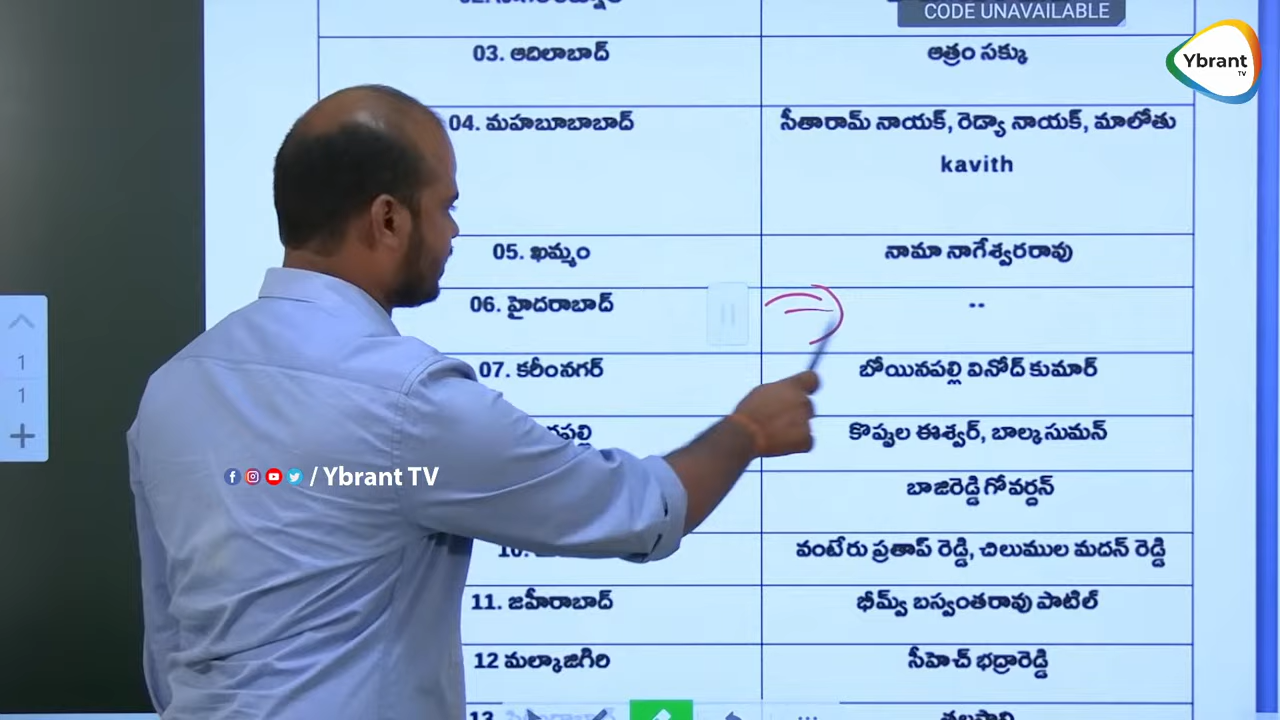 CODE UNAVAILABLE
Ybrant
TV
03. ఆదిలాబాద్ ఆత్రం సక్కు
04. మహబూబాబాద్ సీతారామ్ నాయక్, రెడ్యా నాయక్, మాలోతు
kavith
05. ఖమ్మం నామా నాగేశ్వరరావు
06. హైదరాబాద్ --
07. కరీంనగర్ బోయినపల్లి వినోద్ కుమార్
కొప్పుల ఈశ్వర్, బాల్క సుమన్
/ Ybrant TV
బాజిరెడ్డి గోవర్దన్
10. వంటేరు ప్రతాప్ రెడ్డి, చిలుముల మదన్ రెడ్డి
11. జహీరాబాద్ భీమ్వ్ బస్వంతరావు పాటిల్
12 మల్కాజిగిరి సీహెచ్ భద్రారెడ్డి
13.
1
1